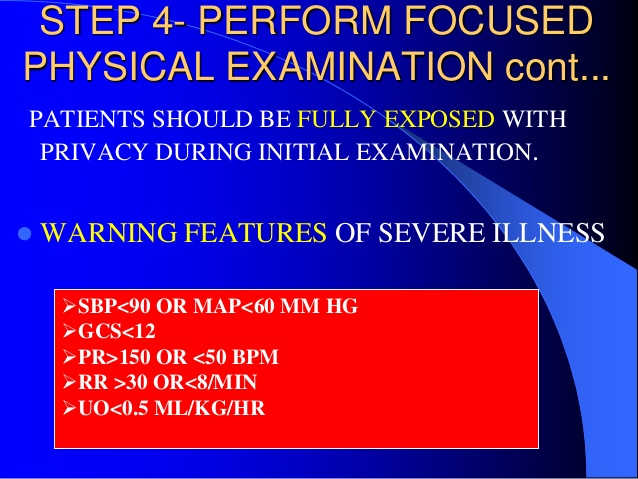 STEP 4- PERFORM FOCUSED
PHYSICAL EXAMINATION cont...
PATIENTS SHOULD BE FULLY EXPOSED WITH
PRIVACY DURING INITIAL EXAMINATION.
WARNING FEATURES OF SEVERE ILLNESS
➢SBP<90 OR MAP<60 MM HG
➢GCS<12
➢PR>150 OR <50 BPM
➢RR >30 OR<8/MIN
➢UO<0.5 ML/KG/HR